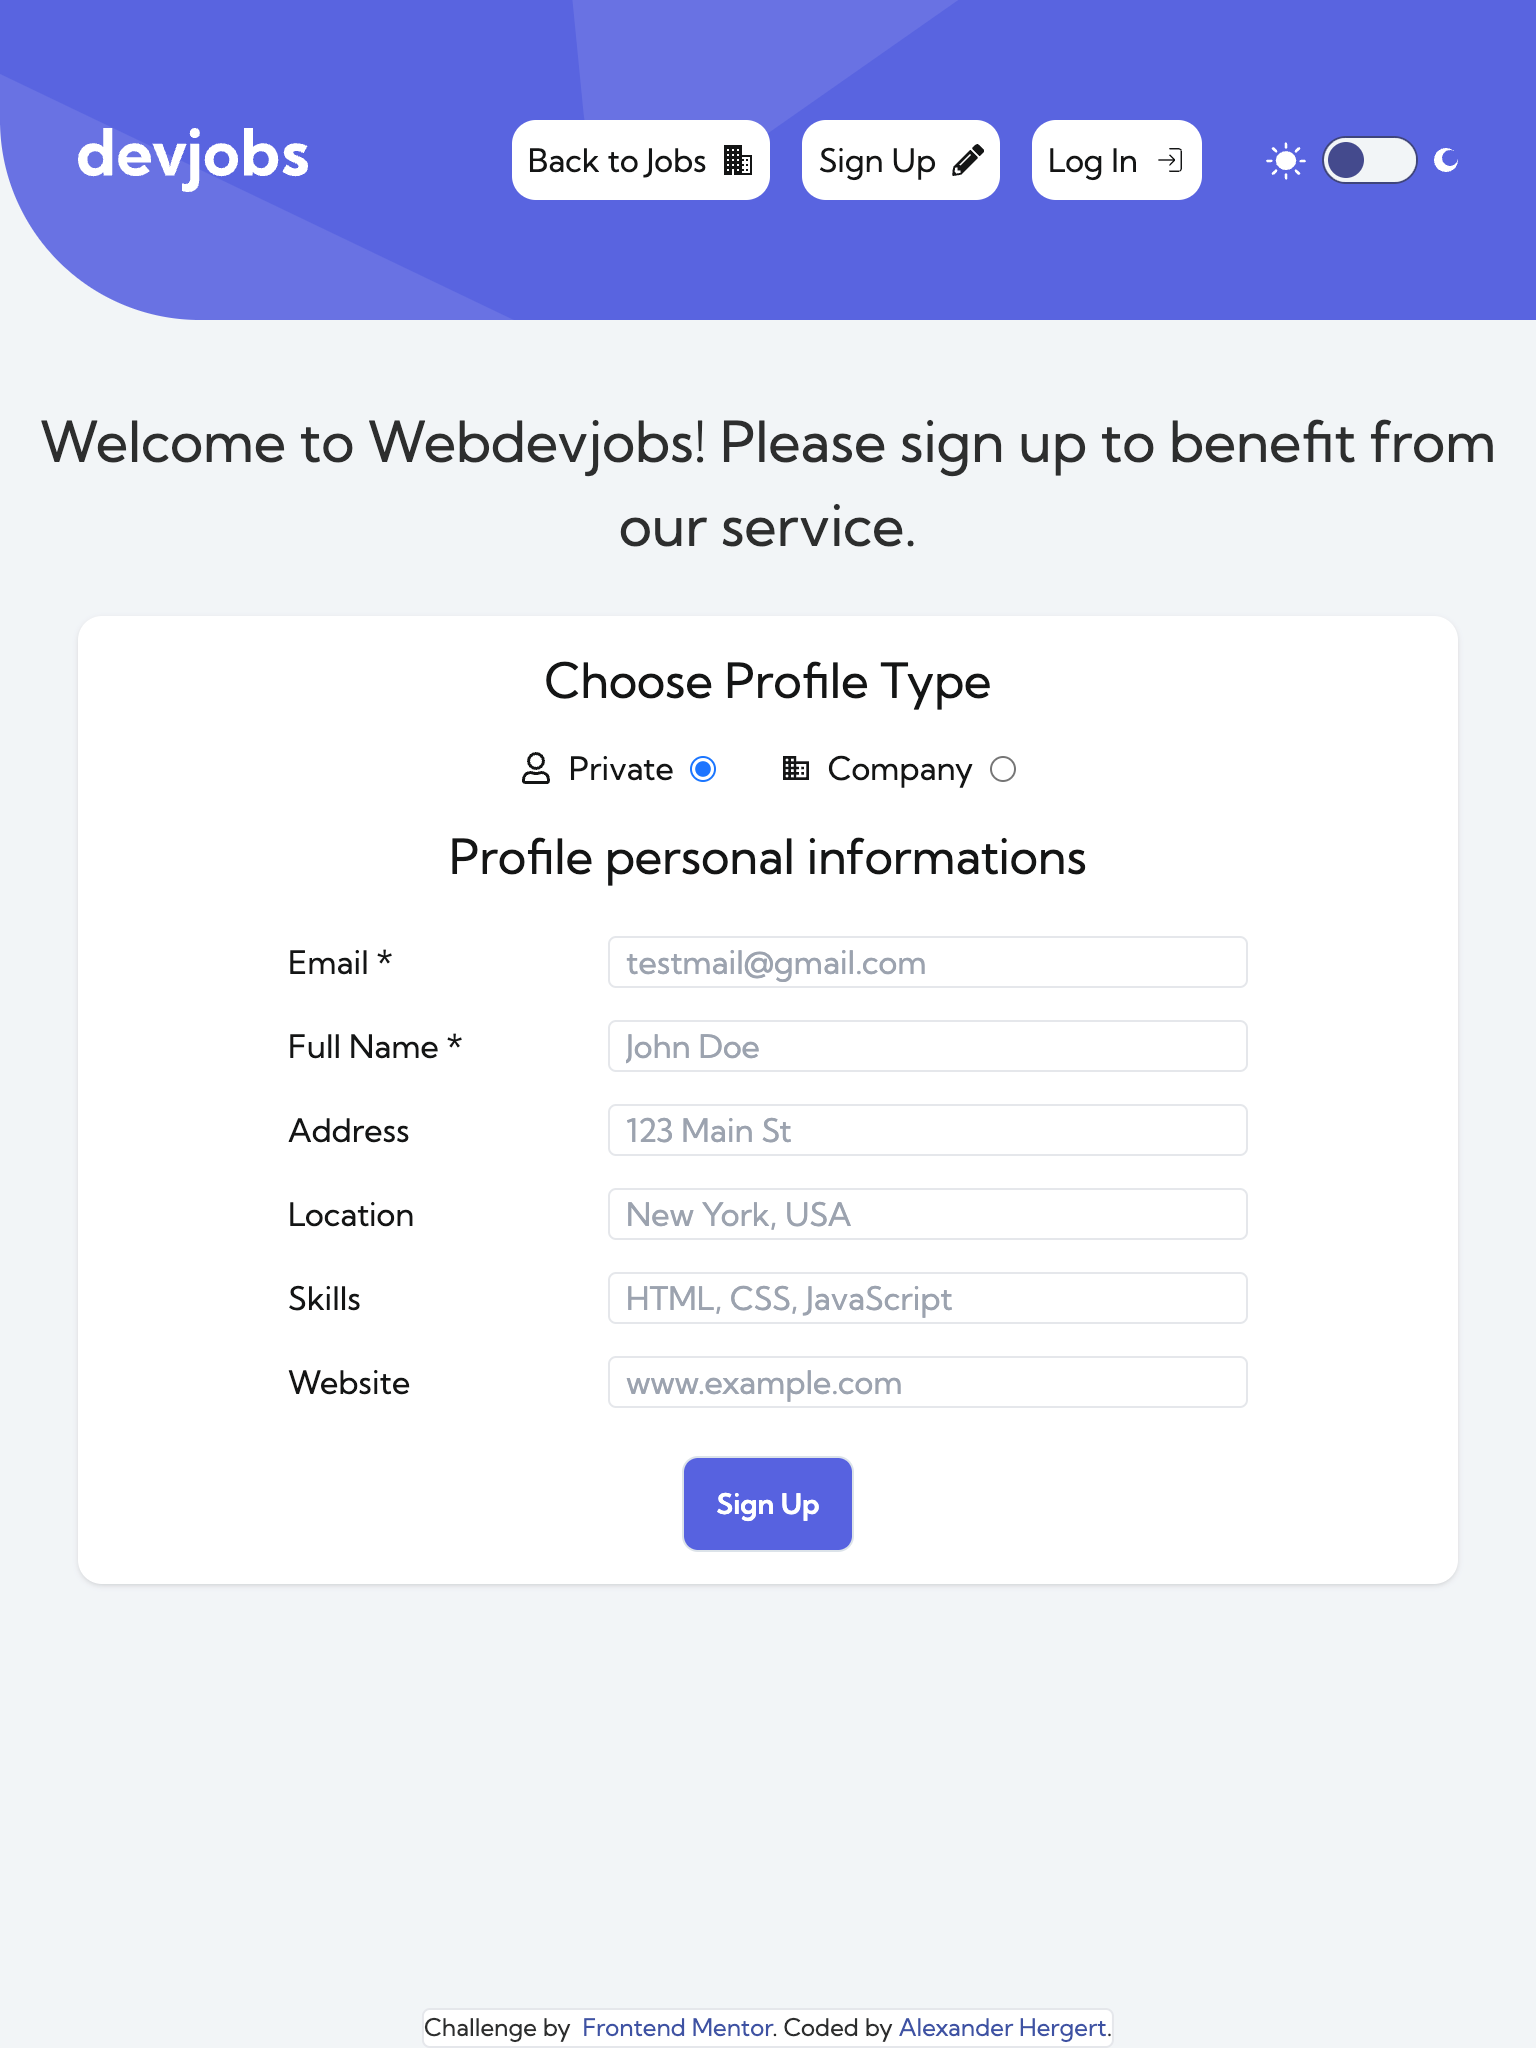 devjobs
Back to Jobs
Sign Up
Log In
Welcome to Webdevjobs! Please sign up to benefit from
our service.
Choose Profile Type
Private
Company
Profile personal informations
Email *
testmail@gmail.com
Full Name *
John Doe
Address
123 Main St
Location
New York, USA
Skills
HTML, CSS, JavaScript
Website
www.example.com
Sign Up
Challenge by Frontend Mentor. Coded by Alexander Hergert.